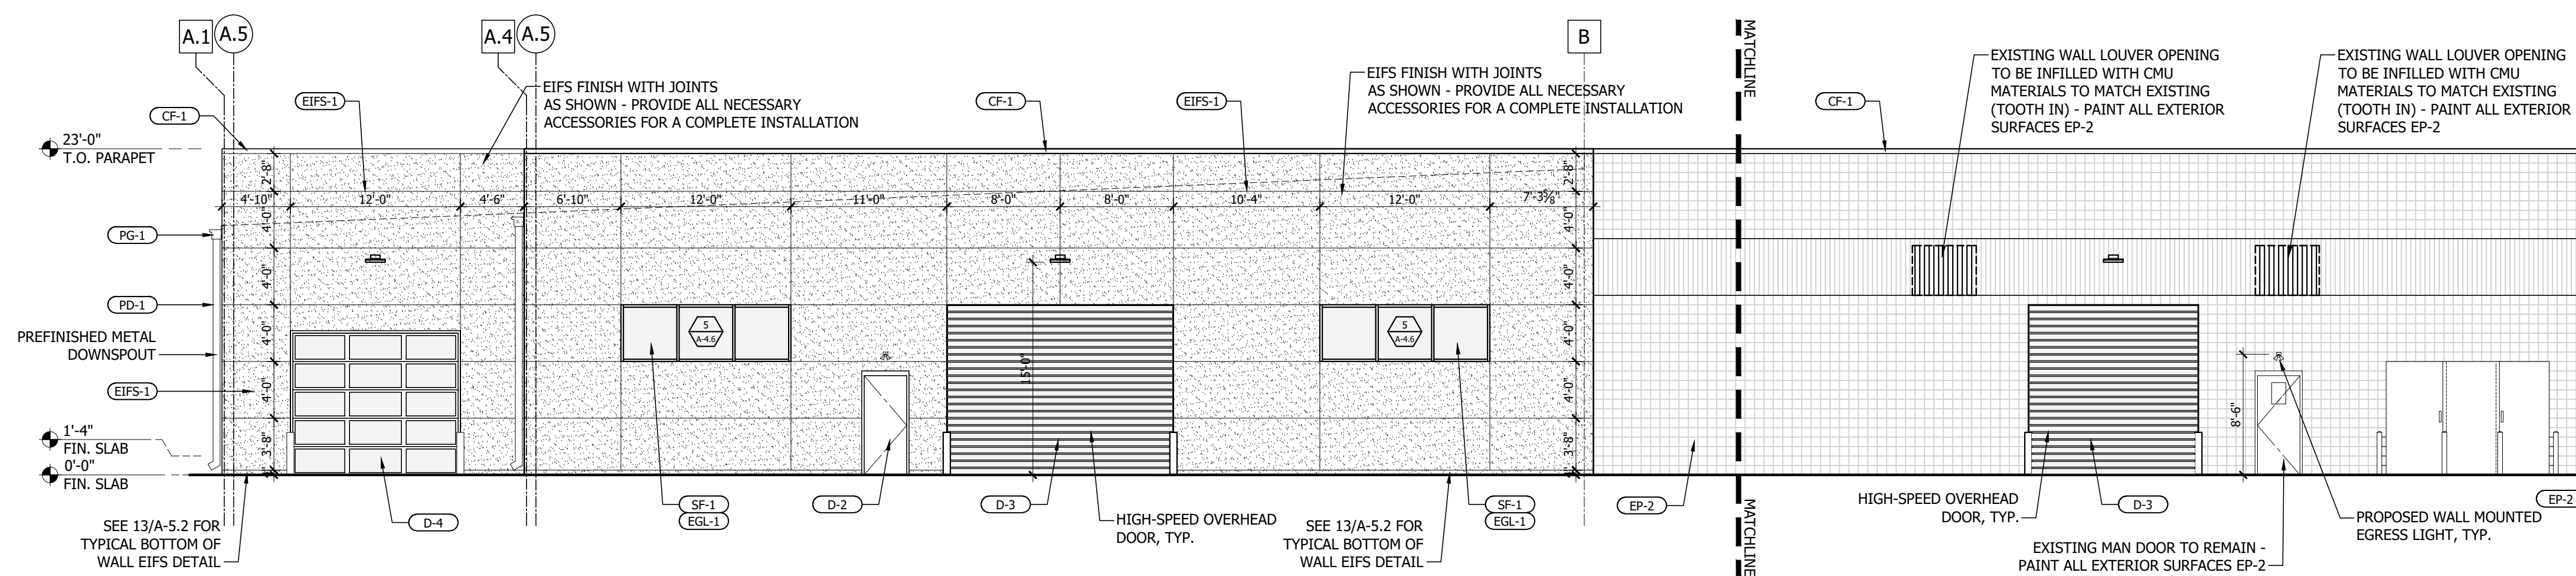 A.1
A.5
A.4
A.5
B
MATCHLINE
CF-1
EIFS-1
EIFS FINISH WITH JOINTS
AS SHOWN - PROVIDE ALL NECESSARY
ACCESSORIES FOR A COMPLETE INSTALLATION
CF-1
EIFS-1
EIFS FINISH WITH JOINTS
AS SHOWN - PROVIDE ALL NECESSARY
ACCESSORIES FOR A COMPLETE INSTALLATION
CF-1
EXISTING WALL LOUVER OPENING
TO BE INFILLED WITH CMU
MATERIALS TO MATCH EXISTING
(TOOTH IN) - PAINT ALL EXTERIOR
SURFACES EP-2
EXISTING WALL LOUVER OPENING
TO BE INFILLED WITH CMU
MATERIALS TO MATCH EXISTING
(TOOTH IN) - PAINT ALL EXTERIOR
SURFACES EP-2
23'-0"
T.O. PARAPET
2'-8"
2'-8"
4'-10"
12'-0"
4'-6"
6'-10"
12'-0"
11'-0"
8'-0"
8'-0"
10'-4"
12'-0"
7'-3⅝"
4'-0"
4'-0"
PG-1
4'-0"
4'-0"
PD-1
PREFINISHED METAL
DOWNSPOUT
4'-0"
5
A-4.6
5
A-4.6
4'-0"
15'-0"
EIFS-1
4'-0"
4'-0"
8'-6"
1'-4"
FIN. SLAB
3'-8"
3'-8"
0'-0"
FIN. SLAB
SEE 13/A-5.2 FOR
TYPICAL BOTTOM OF
WALL EIFS DETAIL
D-4
SF-1
EGL-1
D-2
D-3
HIGH-SPEED OVERHEAD
DOOR, TYP.
SEE 13/A-5.2 FOR
TYPICAL BOTTOM OF
WALL EIFS DETAIL
SF-1
EGL-1
EP-2
MATCHLINE
HIGH-SPEED OVERHEAD
DOOR, TYP.
D-3
EXISTING MAN DOOR TO REMAIN -
PAINT ALL EXTERIOR SURFACES EP-2
PROPOSED WALL MOUNTED
EGRESS LIGHT, TYP.
EP-2